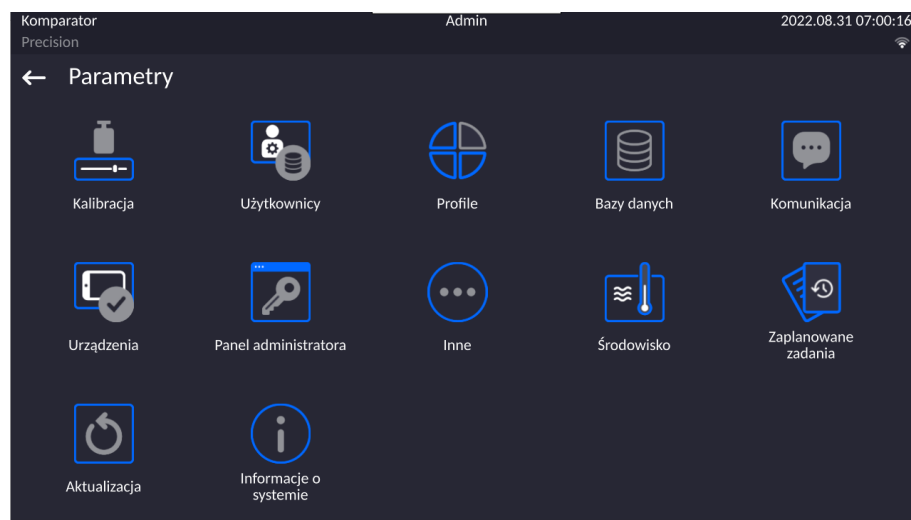 Komparator Admin 2022.08.31 07:00:16
Precision
Parametry
Kalibracja Użytkownicy Profile Bazy danych Komunikacja
Urządzenia Panel administratora Inne Środowisko Zaplanowane
zadania
Aktualizacja Informacje o
systemie